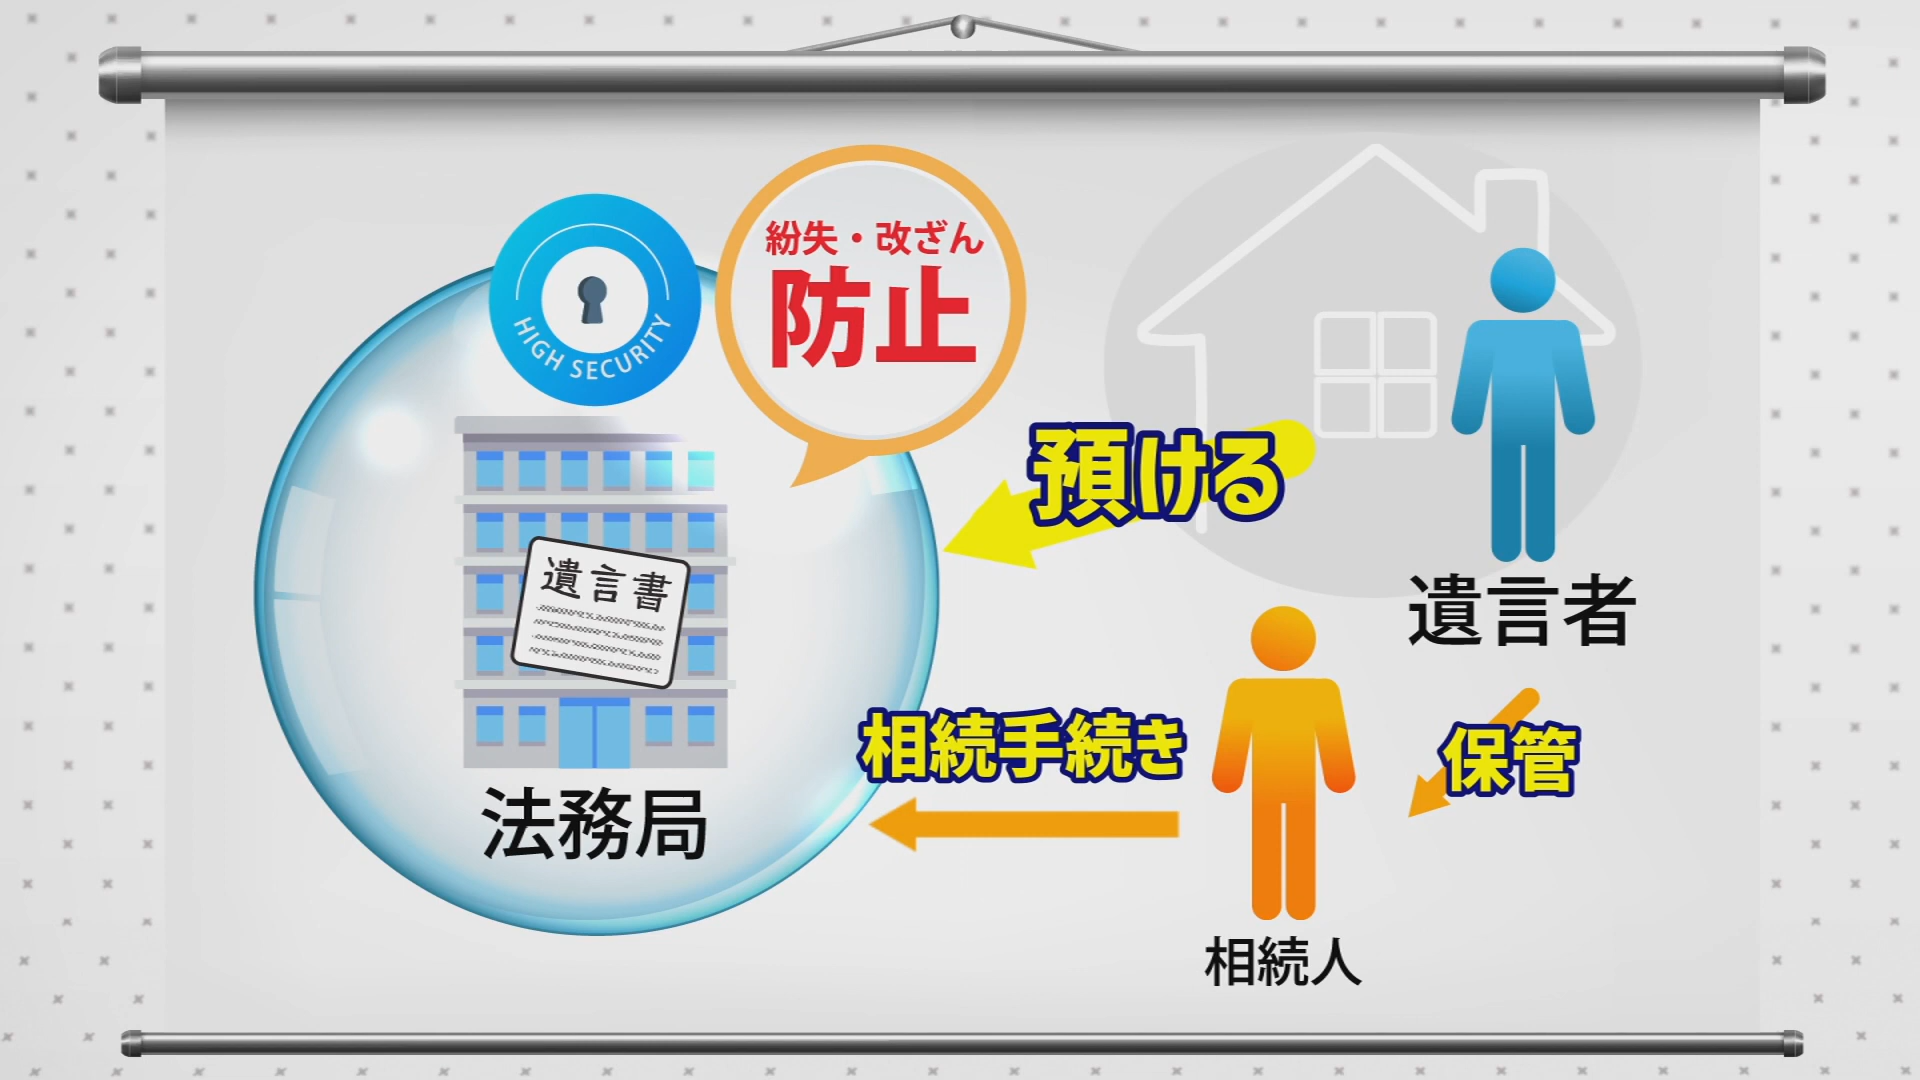 紛失・改ざん
防止
HIGH SECURITY
預ける
遺言書
遺言者
相続手続き
保管
法務局
相続人